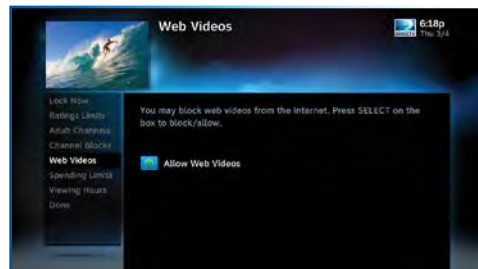 Web Videos
6:18p
DIRECTV
Thu 3/4
Lock Now
Ratings Limits
Adult Channels
Channel Blocks
Web Videos
Spending Limits
Viewing Hours
Done
You may block web videos from the Internet. Press SELECT on the
box to block/allow.
Allow Web Videos